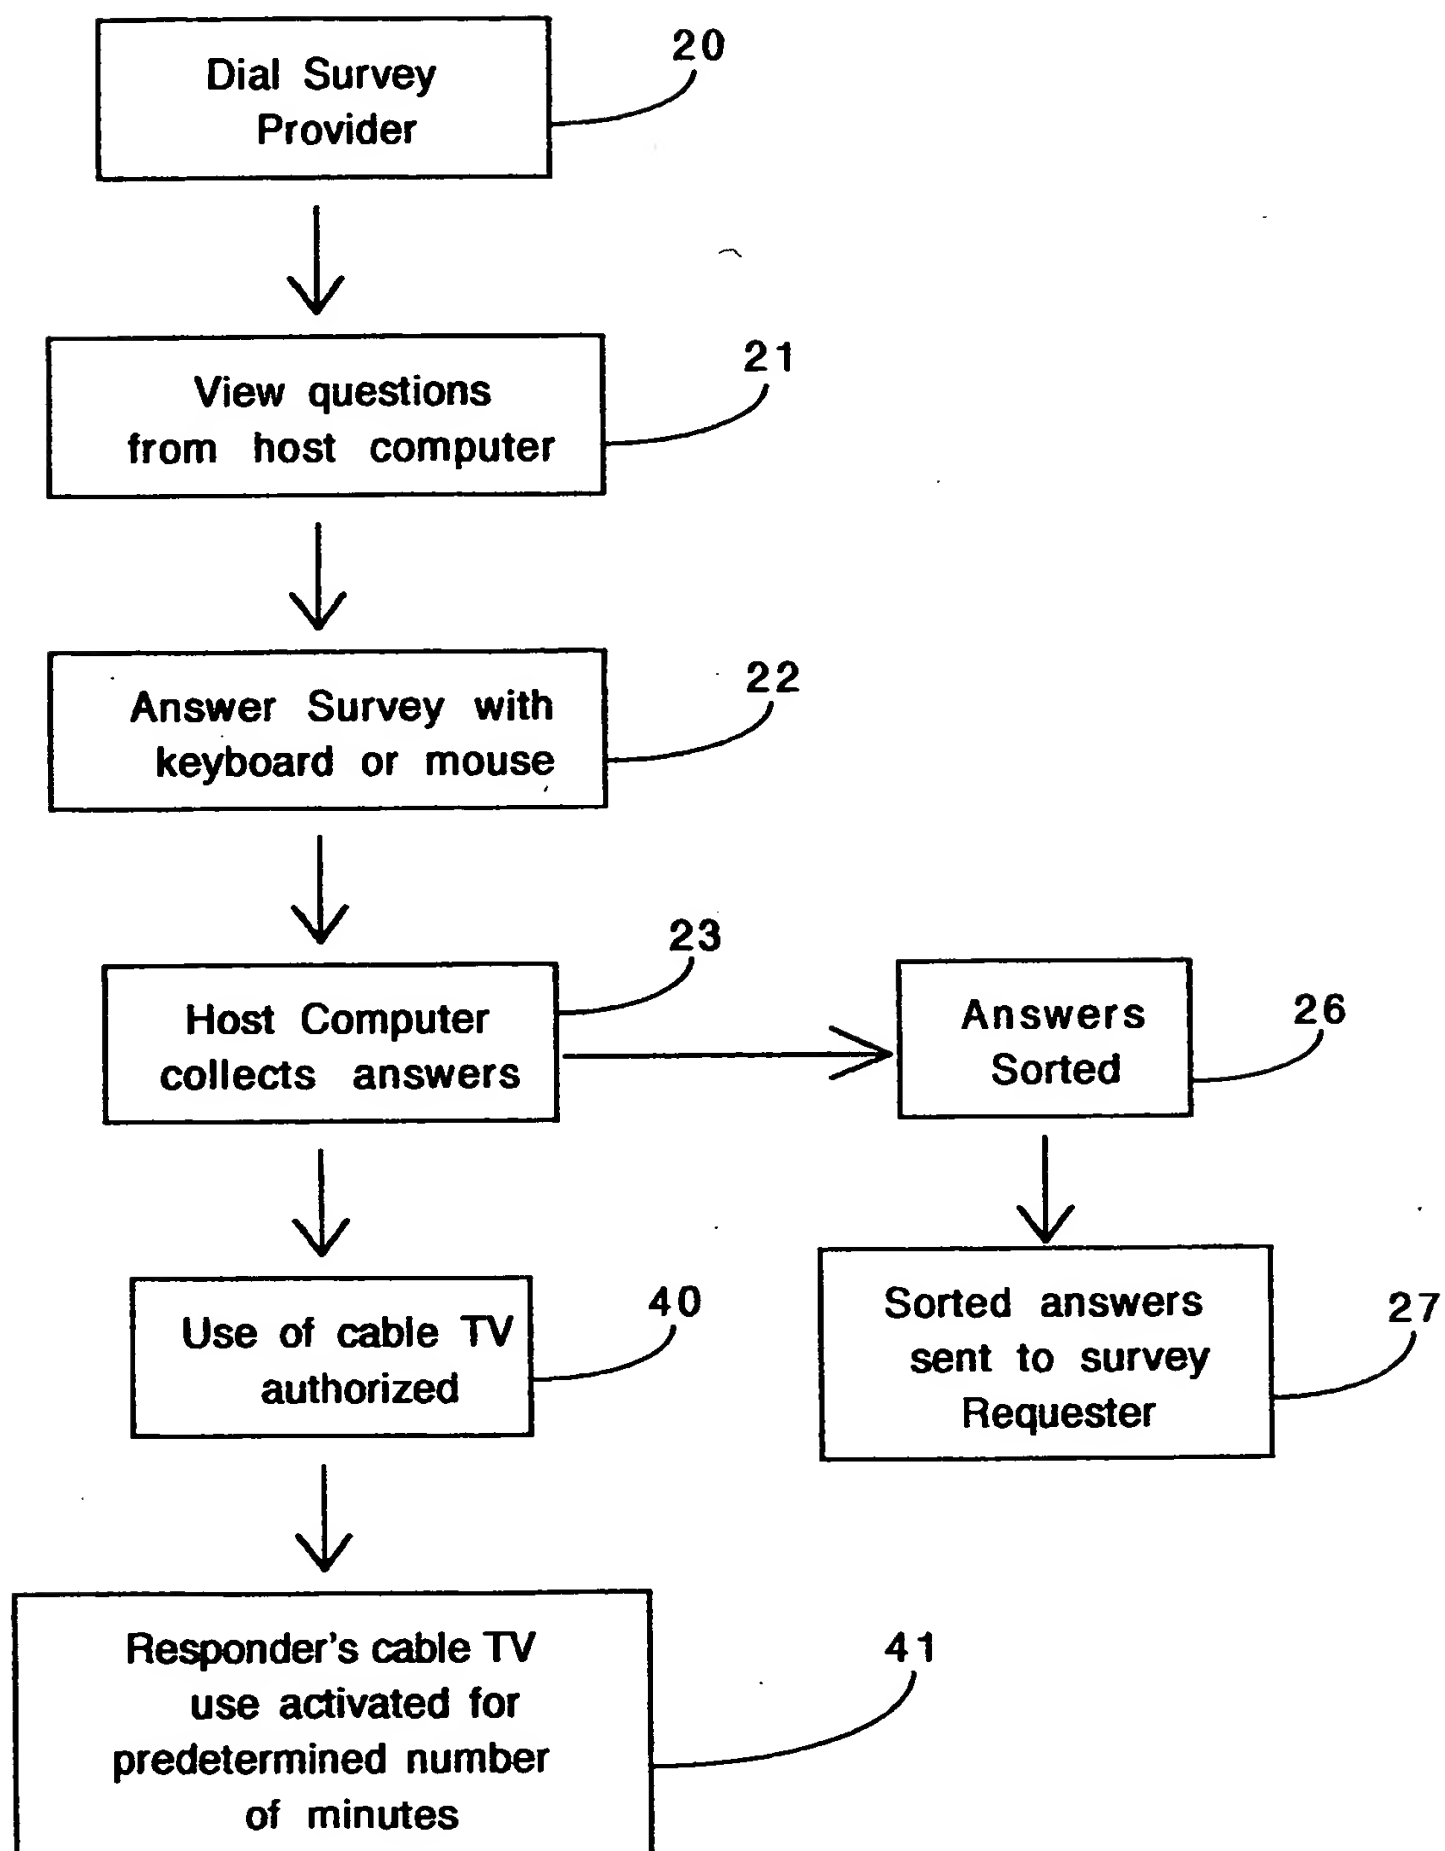 Dial Survey
Provider
20
View questions
from host computer
21
Answer Survey with
keyboard or mouse
22
Host Computer
collects answers
23
Answers
Sorted
26
Use of cable TV
authorized
40
Sorted answers
sent to survey
Requester
27
Responder's cable TV
use activated for
predetermined number
of minutes
41